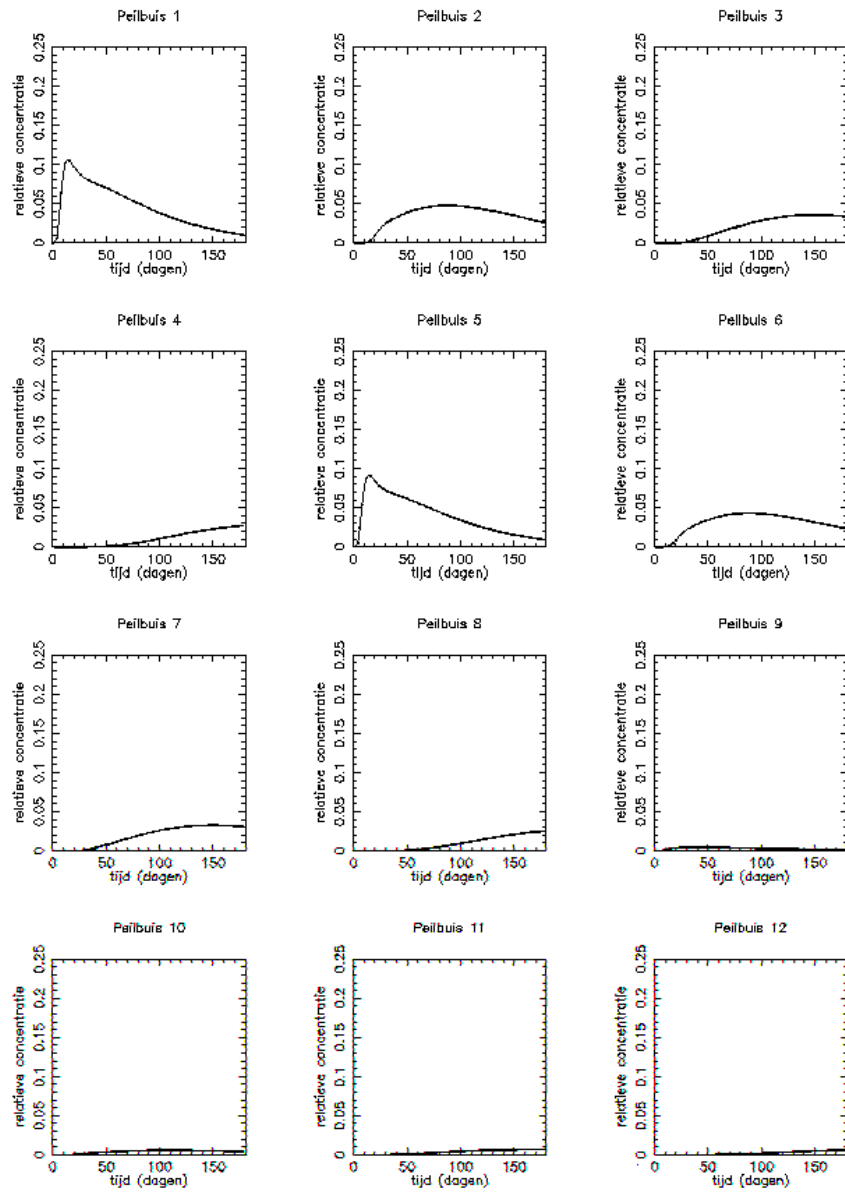 Peilbuis 1
Peilbuis 2
Peilbuis 3
relatieve concentratie
0 0.05 0.1 0.15 0.2 0.25
0 50 100 150
tijd (dagen)
relatieve concentratie
0 0.05 0.1 0.15 0.2 0.25
0 50 100 150
tijd (dagen)
relatieve concentratie
0 0.05 0.1 0.15 0.2 0.25
0 50 100 150
tijd (dagen)
Peilbuis 4
Peilbuis 5
Peilbuis 6
relatieve concentratie
0 0.05 0.1 0.15 0.2 0.25
0 50 100 150
tijd (dagen)
relatieve concentratie
0 0.05 0.1 0.15 0.2 0.25
0 50 100 150
tijd (dagen)
relatieve concentratie
0 0.05 0.1 0.15 0.2 0.25
0 50 100 150
tijd (dagen)
Peilbuis 7
Peilbuis 8
Peilbuis 9
relatieve concentratie
0 0.05 0.1 0.15 0.2 0.25
0 50 100 150
tijd (dagen)
relatieve concentratie
0 0.05 0.1 0.15 0.2 0.25
0 50 100 150
tijd (dagen)
relatieve concentratie
0 0.05 0.1 0.15 0.2 0.25
0 50 100 150
tijd (dagen)
Peilbuis 10
Peilbuis 11
Peilbuis 12
relatieve concentratie
0 0.05 0.1 0.15 0.2 0.25
0 50 100 150
tijd (dagen)
relatieve concentratie
0 0.05 0.1 0.15 0.2 0.25
0 50 100 150
tijd (dagen)
relatieve concentratie
0 0.05 0.1 0.15 0.2 0.25
0 50 100 150
tijd (dagen)